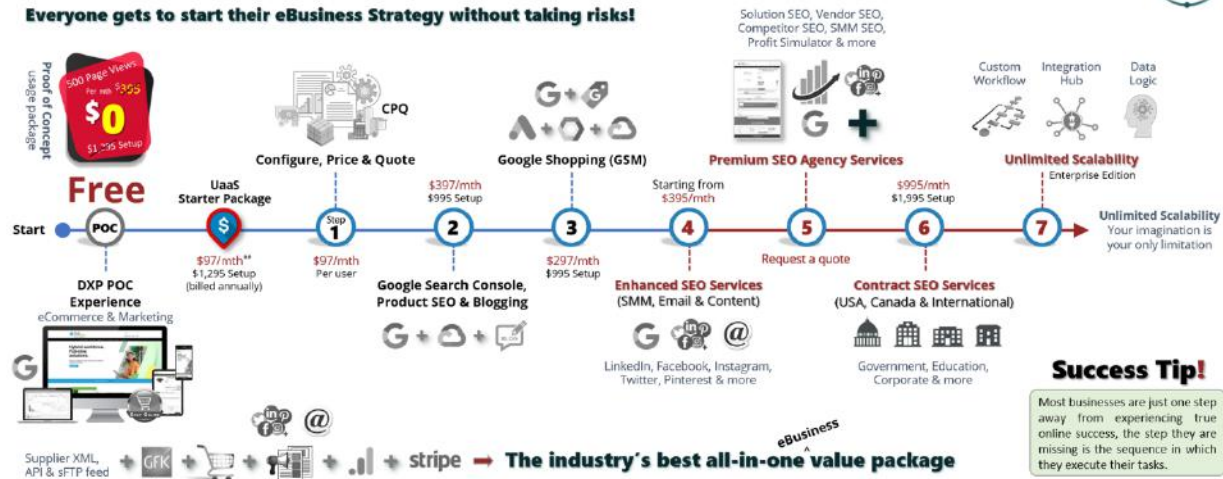 Everyone gets to start their eBusiness Strategy without taking risks!
Proof of Concept
usage package
500 Page Views
Per mth $395
$0
$1,295 Setup
Free
Start
POC
DXP POC
Experience
eCommerce & Marketing
UaaS
Starter Package
$
$97/mth**
$1,295 Setup
(billed annually)
CPQ
Configure, Price & Quote
Step
1
$97/mth
Per user
$397/mth
$995 Setup
2
Google Search Console,
Product SEO & Blogging
Google Shopping (GSM)
3
$297/mth
$995 Setup
Starting from
$395/mth
4
Enhanced SEO Services
(SMM, Email & Content)
LinkedIn, Facebook, Instagram,
Twitter, Pinterest & more
Solution SEO, Vendor SEO,
Competitor SEO, SMM SEO,
Profit Simulator & more
Premium SEO Agency Services
5
Request a quote
$995/mth
$1,995 Setup
6
Contract SEO Services
(USA, Canada & International)
Government, Education,
Corporate & more
Custom
Workflow
Integration
Hub
Data
Logic
Unlimited Scalability
Enterprise Edition
7
Unlimited Scalability
Your imagination is
your only limitation
Supplier XML,
API & sFTP feed
GFK
stripe
The industry's best all-in-one eBusiness value package
Success Tip!
Most businesses are just one step
away from experiencing true
online success, the step they are
missing is the sequence in which
they execute their tasks.